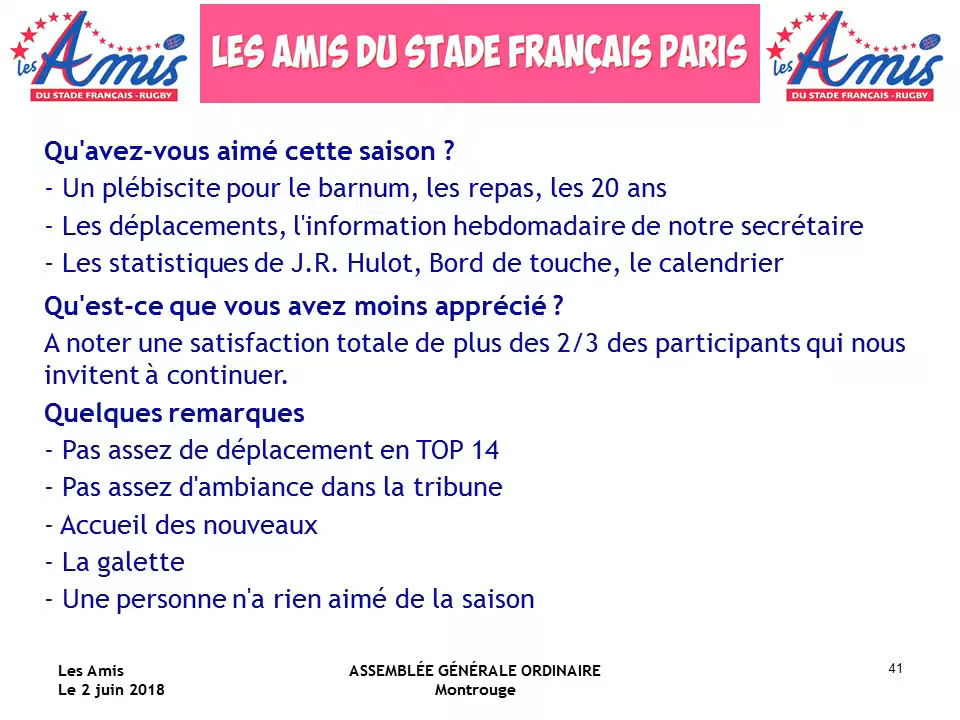 les Amis
DU STADE FRANÇAIS - RUGBY
LES AMIS DU STADE FRANÇAIS PARIS
les Amis
DU STADE FRANÇAIS - RUGBY
Qu'avez-vous aimé cette saison ?
- Un plébiscite pour le barnum, les repas, les 20 ans
- Les déplacements, l'information hebdomadaire de notre secrétaire
- Les statistiques de J.R. Hulot, Bord de touche, le calendrier
Qu'est-ce que vous avez moins apprécié ?
A noter une satisfaction totale de plus des 2/3 des participants qui nous
invitent à continuer.
Quelques remarques
- Pas assez de déplacement en TOP 14
- Pas assez d'ambiance dans la tribune
- Accueil des nouveaux
- La galette
- Une personne n'a rien aimé de la saison
Les Amis
Le 2 juin 2018
ASSEMBLÉE GÉNÉRALE ORDINAIRE
Montrouge
41